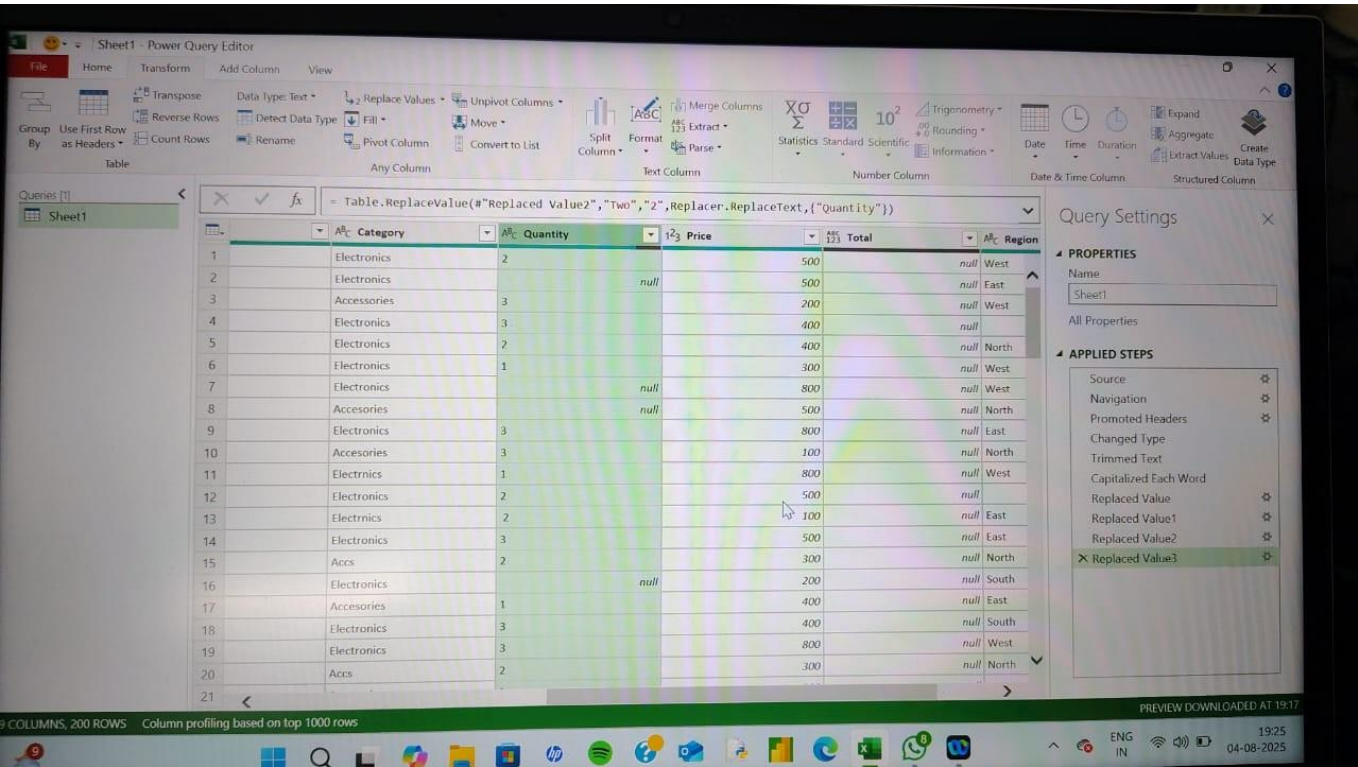 Sheet1 - Power Query Editor
File Home Transform Add Column View
Group By
Use First Row as Headers
Transpose
Reverse Rows
Count Rows
Table
Data Type: Text
Detect Data Type
Rename
Replace Values
Fill
Pivot Column
Unpivot Columns
Move
Convert to List
Any Column
Split Column
Format
Merge Columns
Extract
Parse
Text Column
Statistics
Standard
Scientific
Trigonometry
Rounding
Information
Number Column
Date
Time
Duration
Date & Time Column
Expand
Aggregate
Extract Values
Create Data Type
Structured Column
Queries [1]
Sheet1
fx = Table.ReplaceValue(#"Replaced Value2","Two","2",Replacer.ReplaceText,{"Quantity"})
Category Quantity Price Total Region
1 Electronics 2 500 null West
2 Electronics null 500 null East
3 Accessories 3 200 null West
4 Electronics 3 400 null
5 Electronics 2 400 null North
6 Electronics 1 300 null West
7 Electronics null 800 null West
8 Accesories null 500 null North
9 Electronics 3 800 null East
10 Accesories 3 100 null North
11 Electrnics 1 800 null West
12 Electronics 2 500 null
13 Electrnics 2 100 null East
14 Electronics 3 500 null East
15 Accs 2 300 null North
16 Electronics null 200 null South
17 Accesories 1 400 null East
18 Electronics 3 400 null South
19 Electronics 3 800 null West
20 Accs 2 300 null North
21
Query Settings
PROPERTIES
Name
Sheet1
All Properties
APPLIED STEPS
Source
Navigation
Promoted Headers
Changed Type
Trimmed Text
Capitalized Each Word
Replaced Value
Replaced Value1
Replaced Value2
Replaced Value3
9 COLUMNS, 200 ROWS Column profiling based on top 1000 rows
PREVIEW DOWNLOADED AT 19:17
9
hp
8
ENG
IN
19:25
04-08-2025